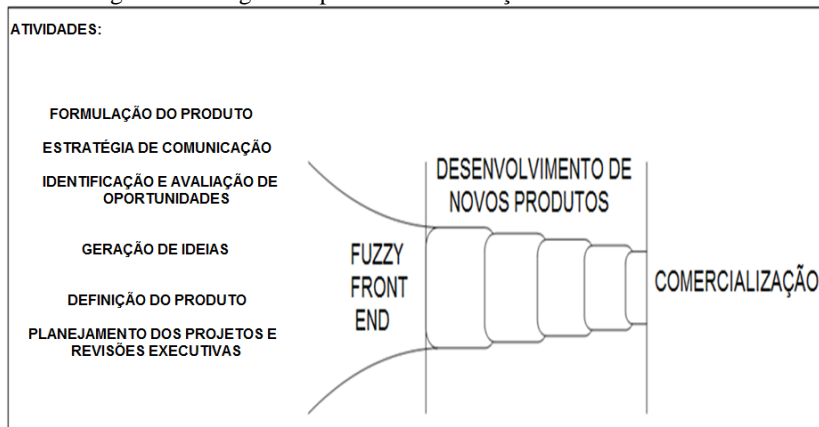 ATIVIDADES:
FORMULAÇÃO DO PRODUTO
ESTRATÉGIA DE COMUNICAÇÃO
IDENTIFICAÇÃO E AVALIAÇÃO DE
OPORTUNIDADES
GERAÇÃO DE IDEIAS
DEFINIÇÃO DO PRODUTO
PLANEJAMENTO DOS PROJETOS E
REVISÕES EXECUTIVAS
FUZZY
FRONT
END
DESENVOLVIMENTO DE
NOVOS PRODUTOS
COMERCIALIZAÇÃO